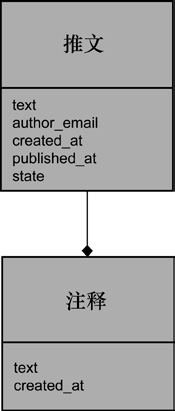 推文
text
author_email
created_at
published_at
state
注释
text
created_at